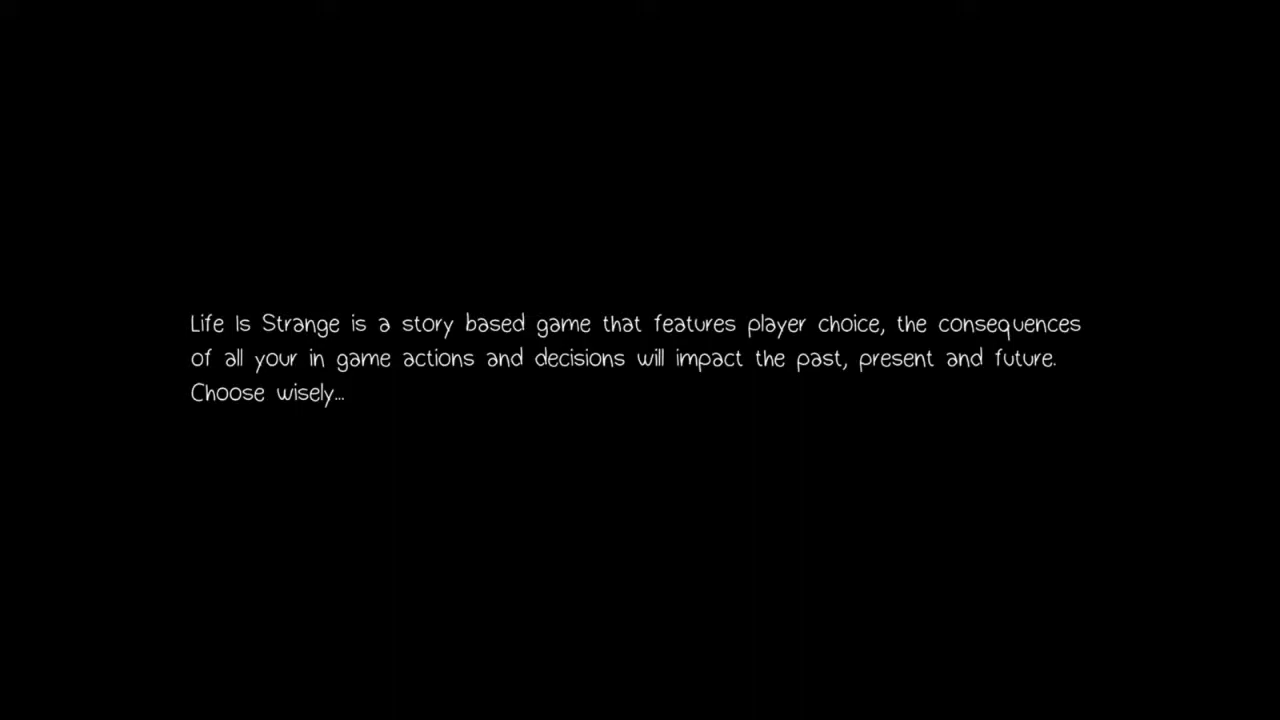 Life Is Strange is a story based game that features player choice, the consequences
of all your in game actions and decisions will impact the past, present and future.
Choose wisely...